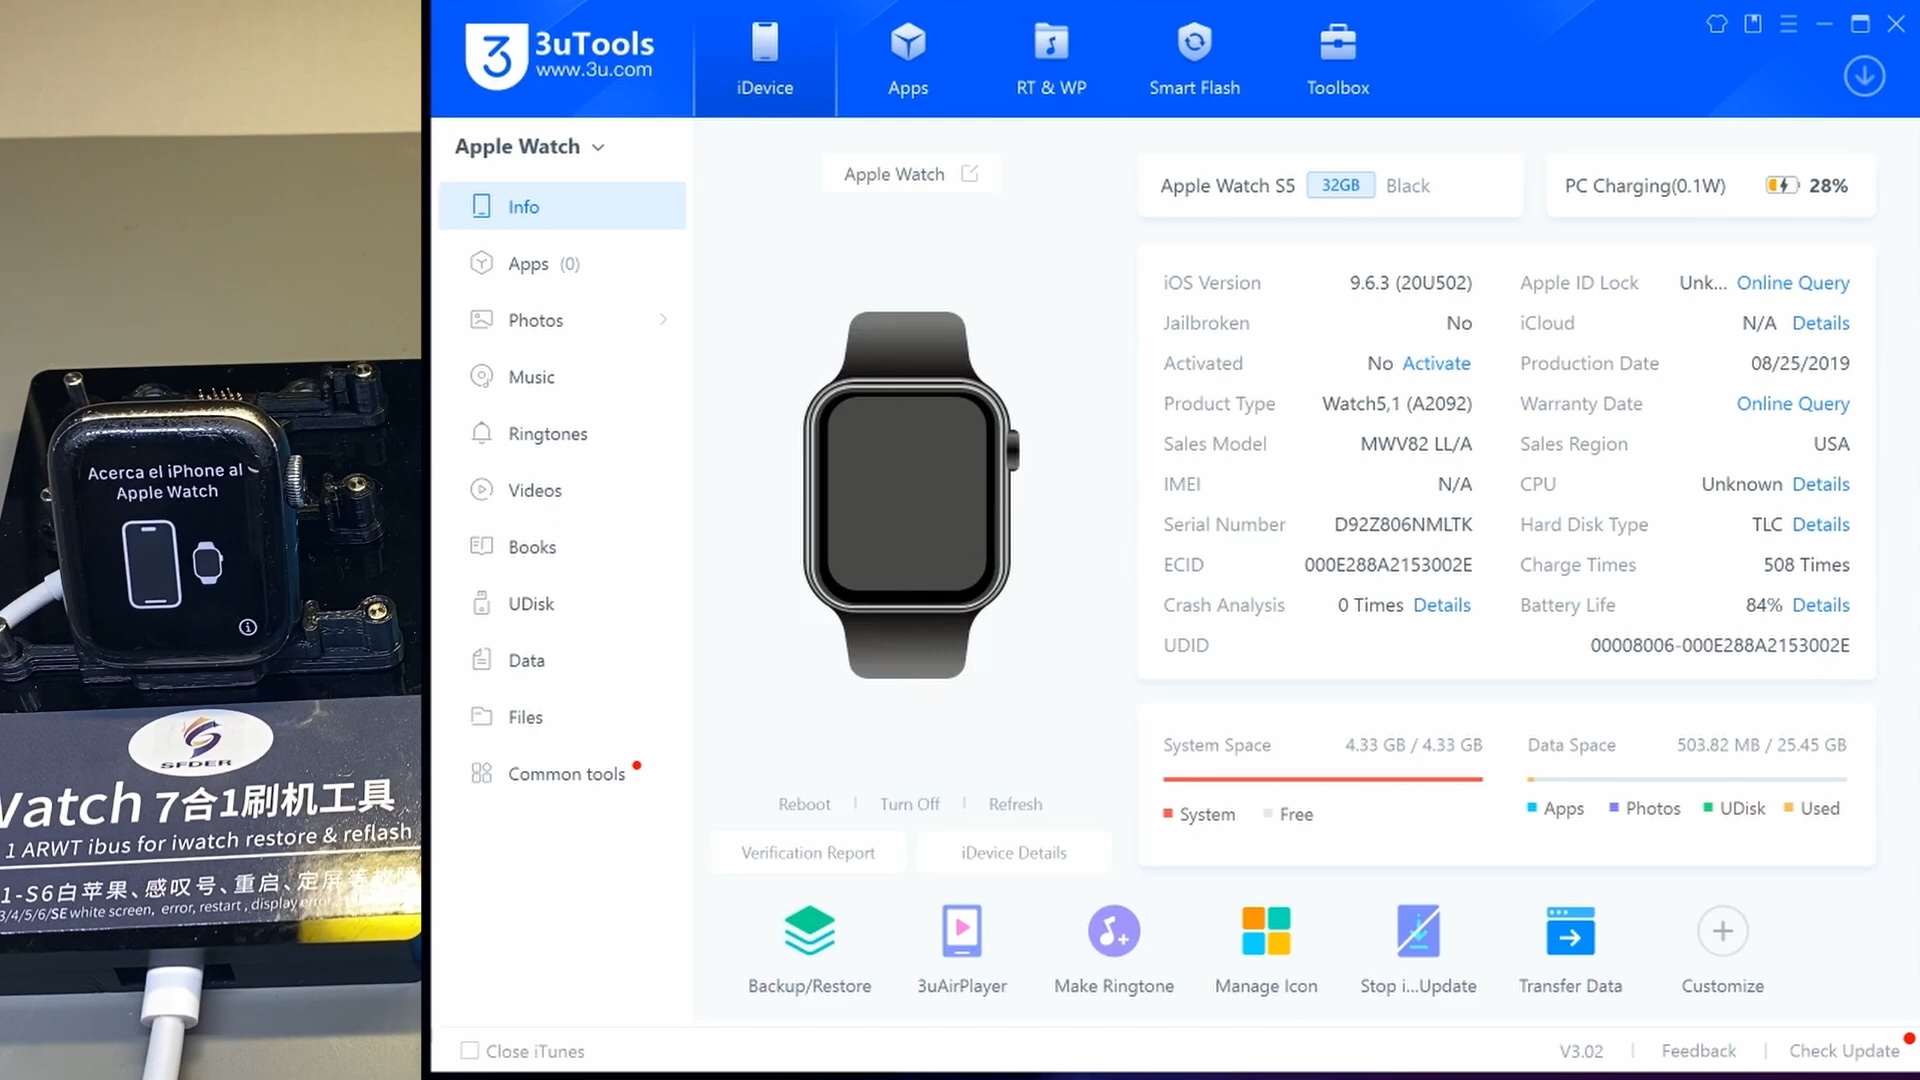 Acerca el iPhone al
Apple Watch
SFDER
Watch 7合1刷机工具
1 ARWT ibus for iwatch restore & reflash
1-S6白苹果、感叹号、重启、定屏等故障
3/4/5/6/SE white screen, error, restart, display error
3uTools
www.3u.com
iDevice
Apps
RT & WP
Smart Flash
Toolbox
Apple Watch
Info
Apps (0)
Photos
Music
Ringtones
Videos
Books
UDisk
Data
Files
Common tools
Apple Watch
Reboot
Turn Off
Refresh
Verification Report
iDevice Details
Apple Watch S5 32GB Black
PC Charging(0.1W) 28%
iOS Version 9.6.3 (20U502)
Apple ID Lock Unk... Online Query
Jailbroken No
iCloud N/A Details
Activated No Activate
Production Date 08/25/2019
Product Type Watch5,1 (A2092)
Warranty Date Online Query
Sales Model MWV82 LL/A
Sales Region USA
IMEI N/A
CPU Unknown Details
Serial Number D92Z806NMLTK
Hard Disk Type TLC Details
ECID 000E288A2153002E
Charge Times 508 Times
Crash Analysis 0 Times Details
Battery Life 84% Details
UDID 00008006-000E288A2153002E
System Space 4.33 GB / 4.33 GB
System Free
Data Space 503.82 MB / 25.45 GB
Apps Photos UDisk Used
Backup/Restore
3uAirPlayer
Make Ringtone
Manage Icon
Stop i...Update
Transfer Data
Customize
Close iTunes
V3.02
Feedback
Check Update